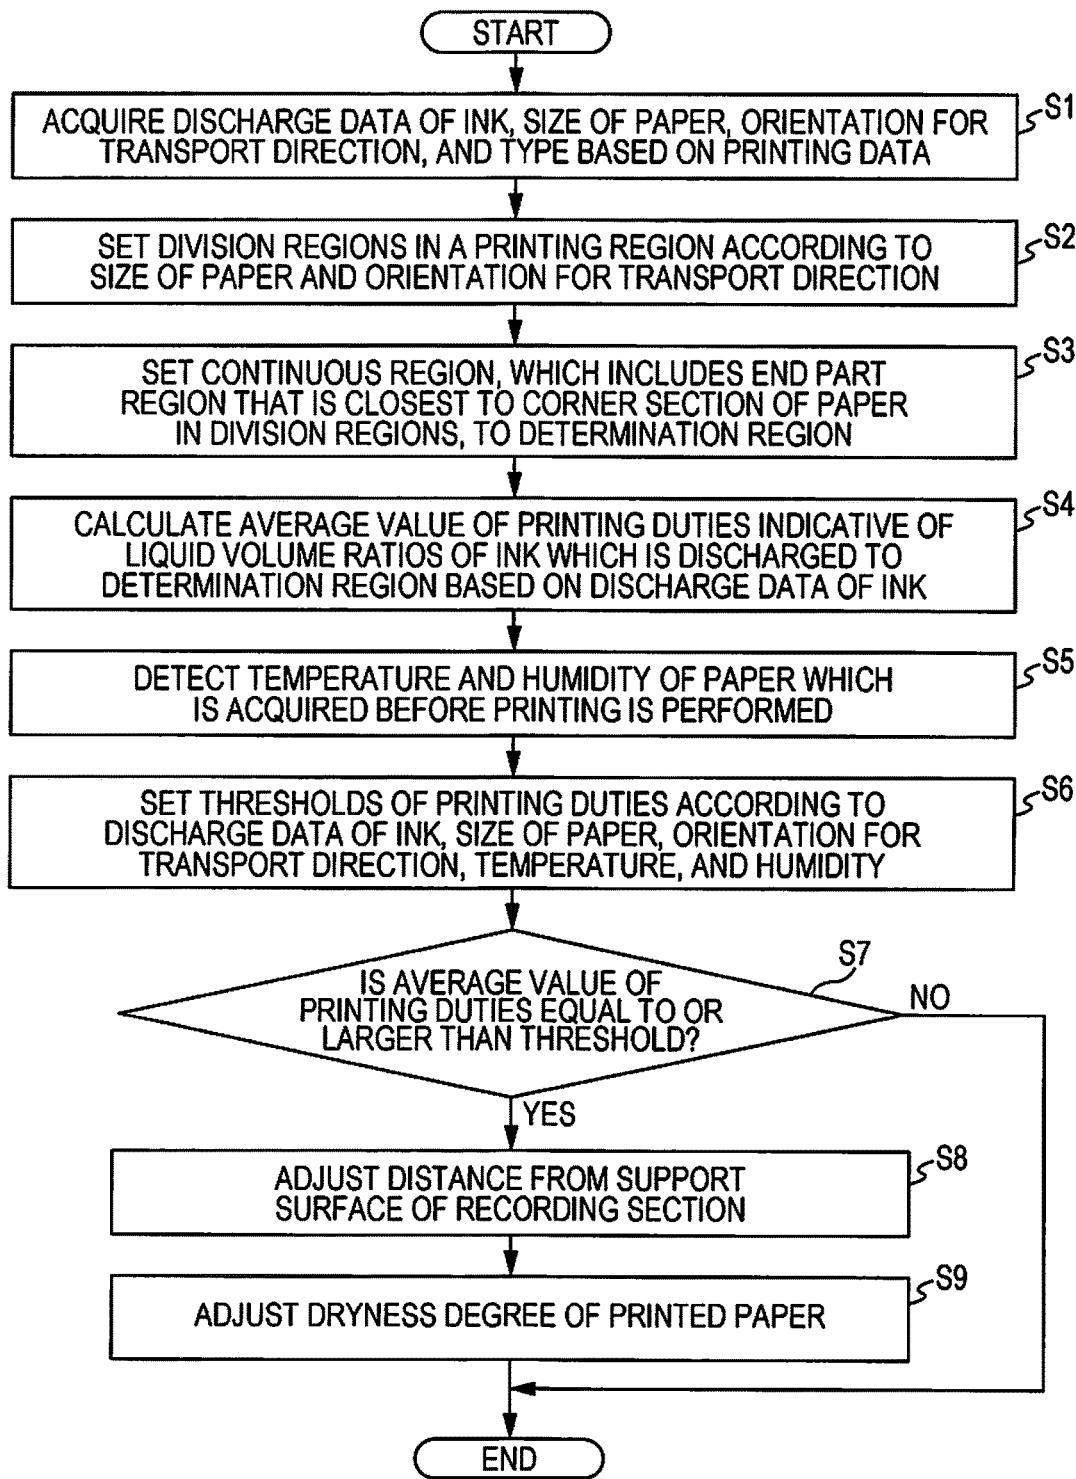 START
S1
ACQUIRE DISCHARGE DATA OF INK, SIZE OF PAPER, ORIENTATION FOR
TRANSPORT DIRECTION, AND TYPE BASED ON PRINTING DATA
S2
SET DIVISION REGIONS IN A PRINTING REGION ACCORDING TO
SIZE OF PAPER AND ORIENTATION FOR TRANSPORT DIRECTION
S3
SET CONTINUOUS REGION, WHICH INCLUDES END PART
REGION THAT IS CLOSEST TO CORNER SECTION OF PAPER
IN DIVISION REGIONS, TO DETERMINATION REGION
S4
CALCULATE AVERAGE VALUE OF PRINTING DUTIES INDICATIVE OF
LIQUID VOLUME RATIOS OF INK WHICH IS DISCHARGED TO
DETERMINATION REGION BASED ON DISCHARGE DATA OF INK
S5
DETECT TEMPERATURE AND HUMIDITY OF PAPER WHICH
IS ACQUIRED BEFORE PRINTING IS PERFORMED
S6
SET THRESHOLDS OF PRINTING DUTIES ACCORDING TO
DISCHARGE DATA OF INK, SIZE OF PAPER, ORIENTATION FOR
TRANSPORT DIRECTION, TEMPERATURE, AND HUMIDITY
S7
IS AVERAGE VALUE OF
PRINTING DUTIES EQUAL TO OR
LARGER THAN THRESHOLD?
NO
YES
S8
ADJUST DISTANCE FROM SUPPORT
SURFACE OF RECORDING SECTION
S9
ADJUST DRYNESS DEGREE OF PRINTED PAPER
END